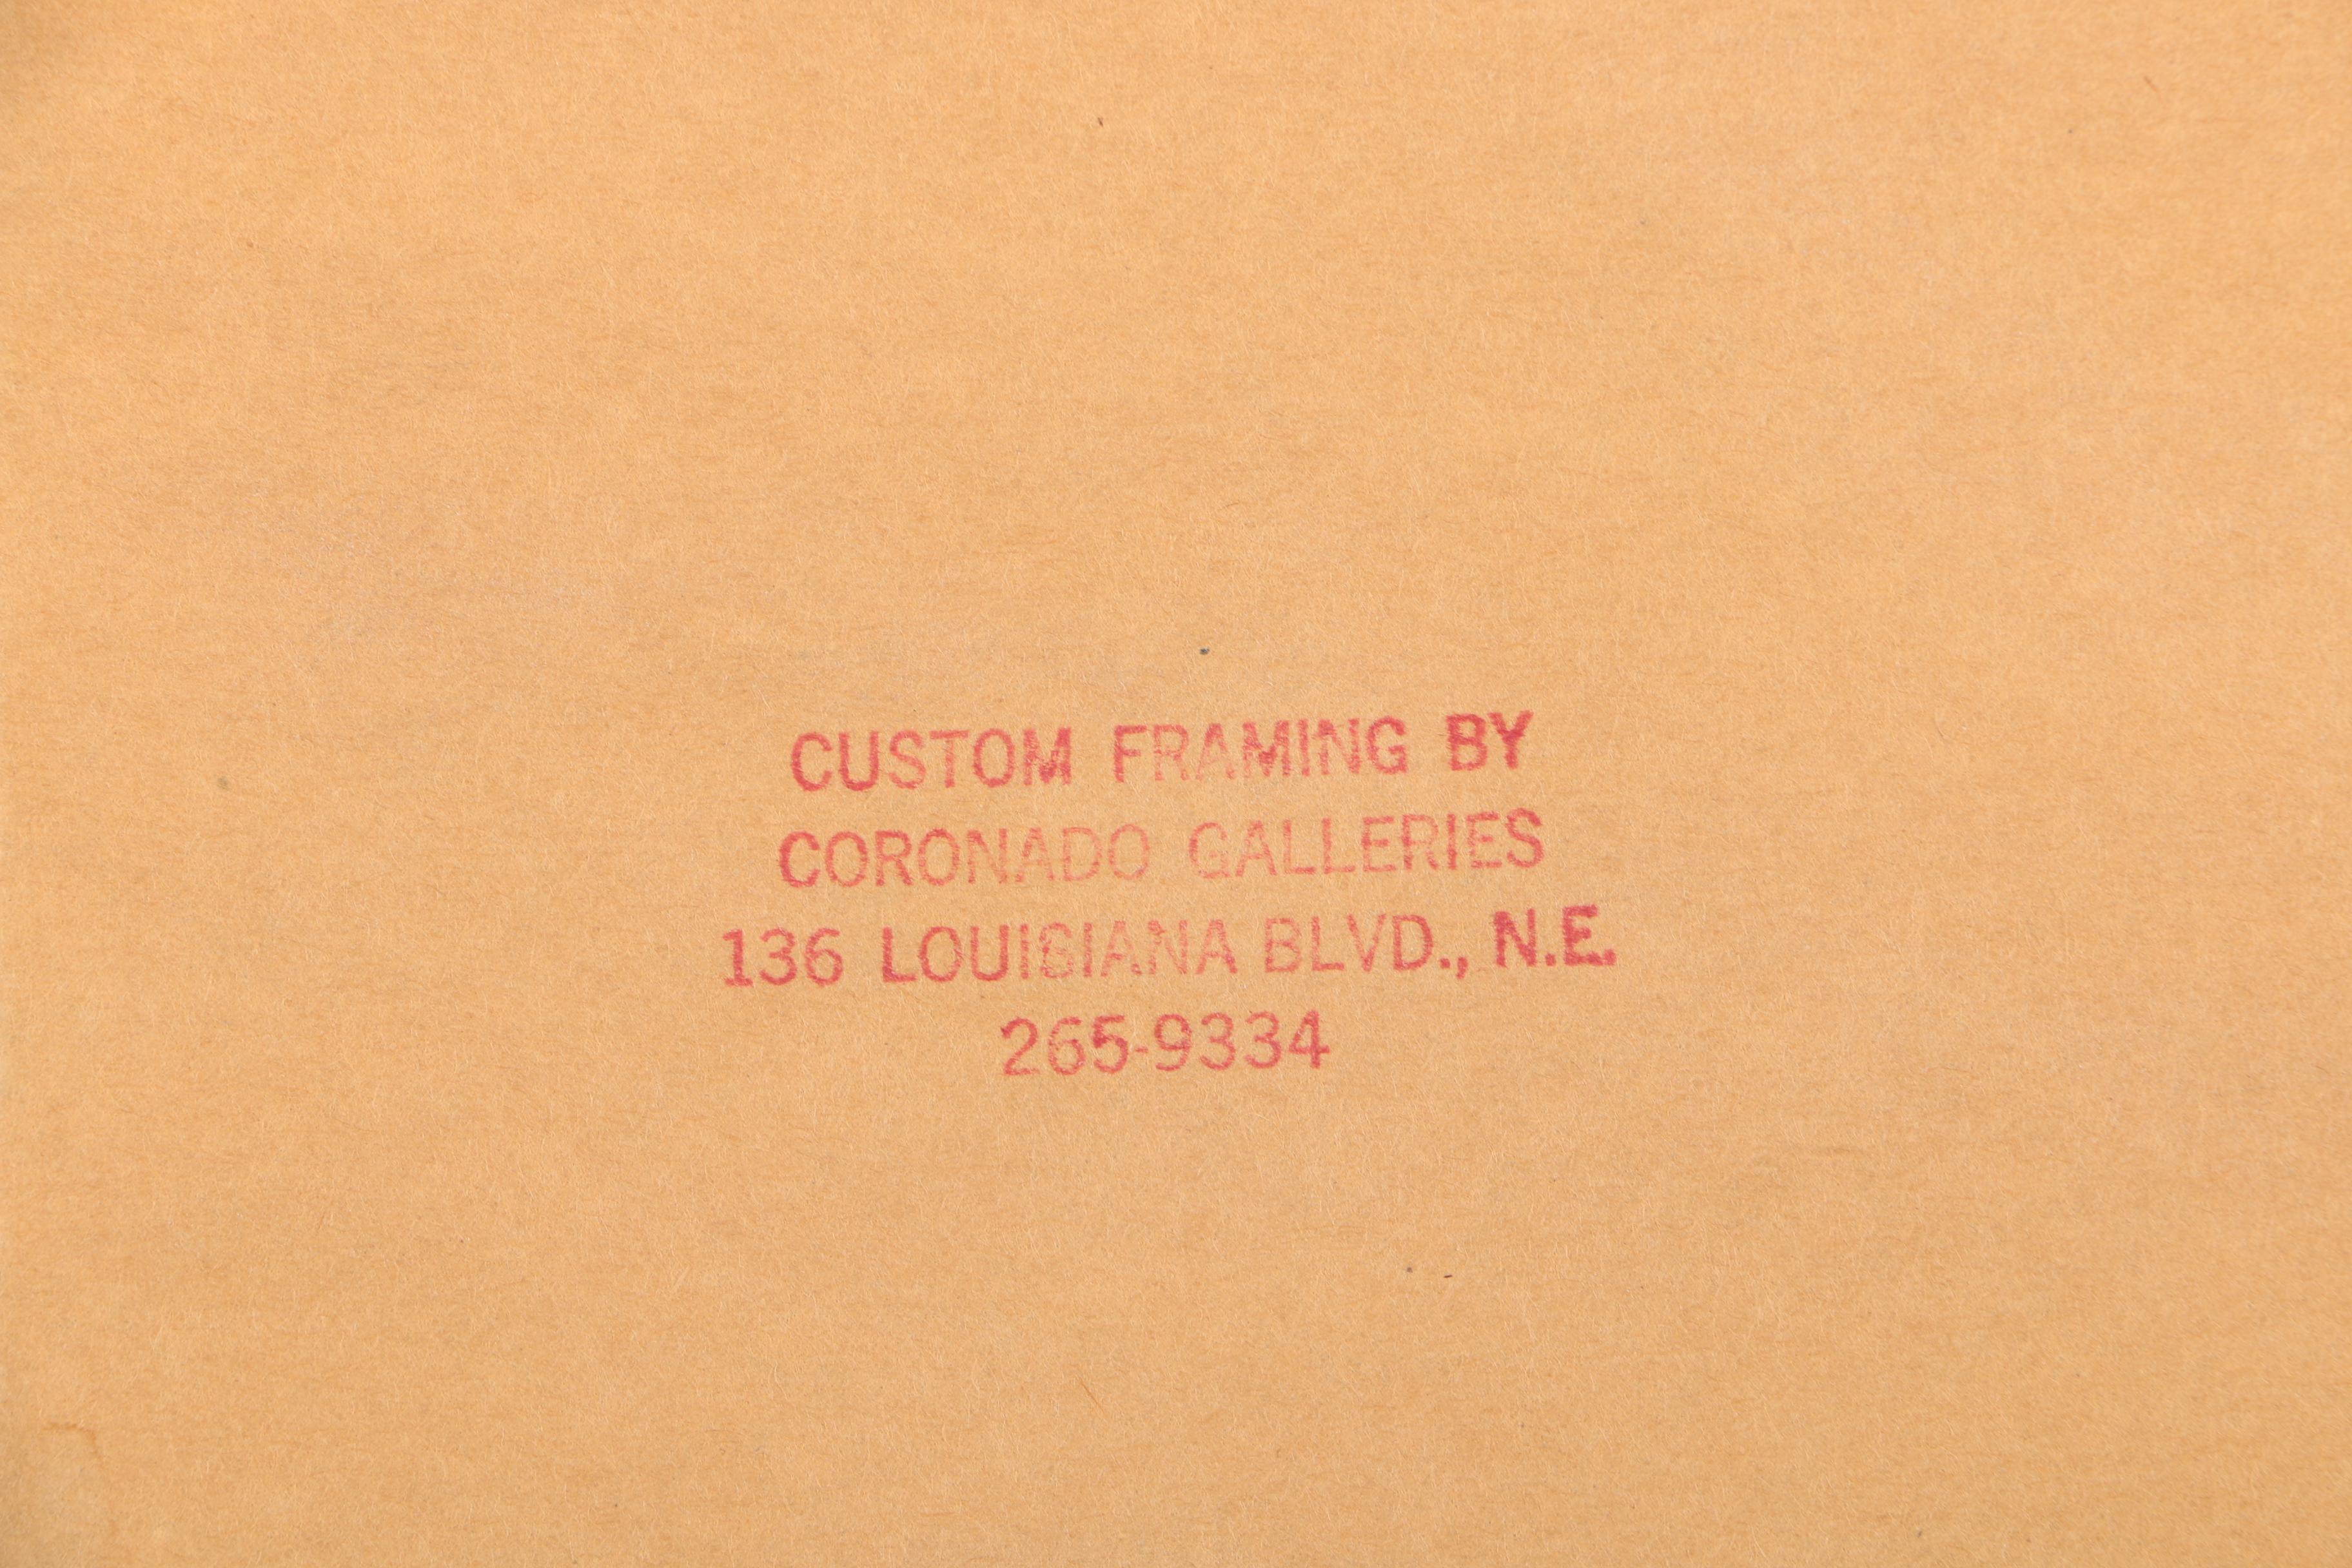 CUSTOM FRAMING BY
CORONADO GALLERIES
136 LOUISIANA BLVD., N.E.
265-9334